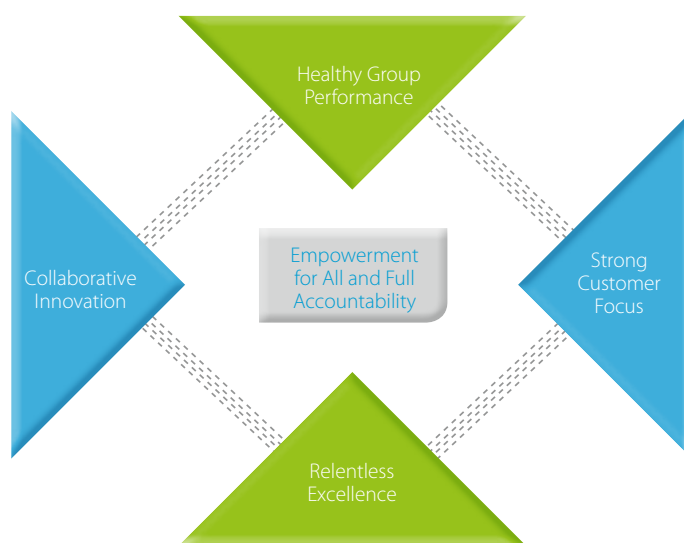 Healthy Group
Performance
Collaborative
Innovation
Empowerment
for All and Full
Accountability
Strong
Customer
Focus
Relentless
Excellence